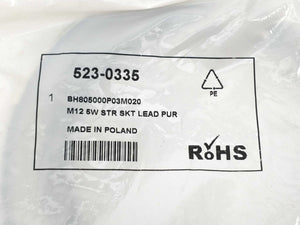 523-0335
PE
1 BH805000P03M020
M12 5W STR SKT LEAD PUR
MADE IN POLAND
RoHS